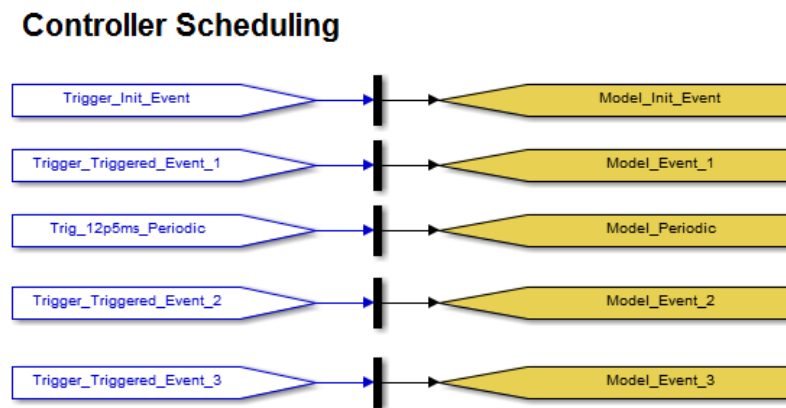 Controller Scheduling
Trigger_Init_Event
Model_Init_Event
Trigger_Triggered_Event_1
Model_Event_1
Trig_12p5ms_Periodic
Model_Periodic
Trigger_Triggered_Event_2
Model_Event_2
Trigger_Triggered_Event_3
Model_Event_3